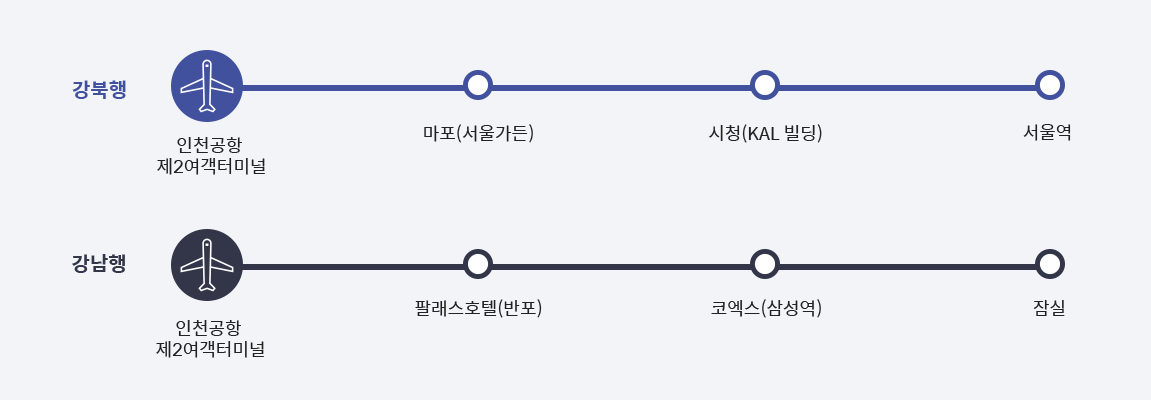 강북행
인천공항
제2여객터미널
마포(서울가든)
시청(KAL 빌딩)
서울역
강남행
인천공항
제2여객터미널
팔래스호텔(반포)
코엑스(삼성역)
잠실